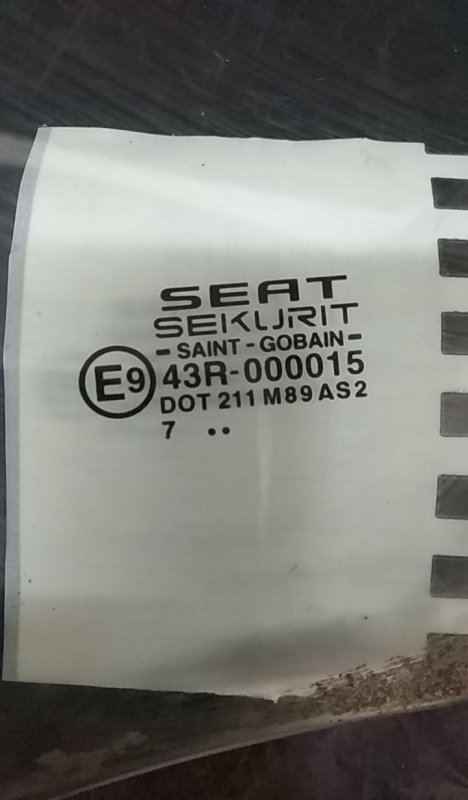 SEAT
SEKURIT
- SAINT - GOBAIN -
E9 43R-000015
DOT 211 M89 AS2
7 ••